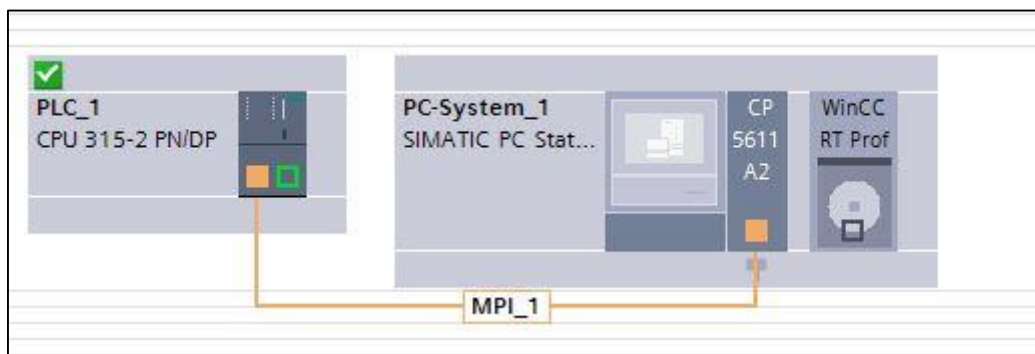 PLC_1
CPU 315-2 PN/DP
PC-System_1
SIMATIC PC Stat...
CP
5611
A2
WinCC
RT Prof
MPI_1